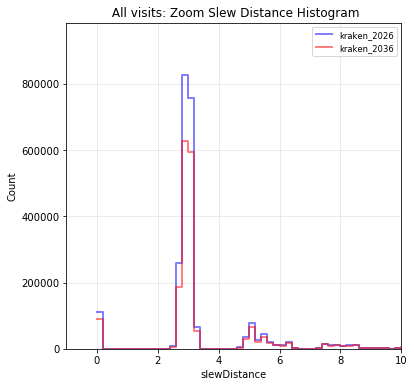 All visits: Zoom Slew Distance Histogram
kraken_2026
kraken_2036
800000
600000
400000
200000
0
Count
0 2 4 6 8 10
slewDistance